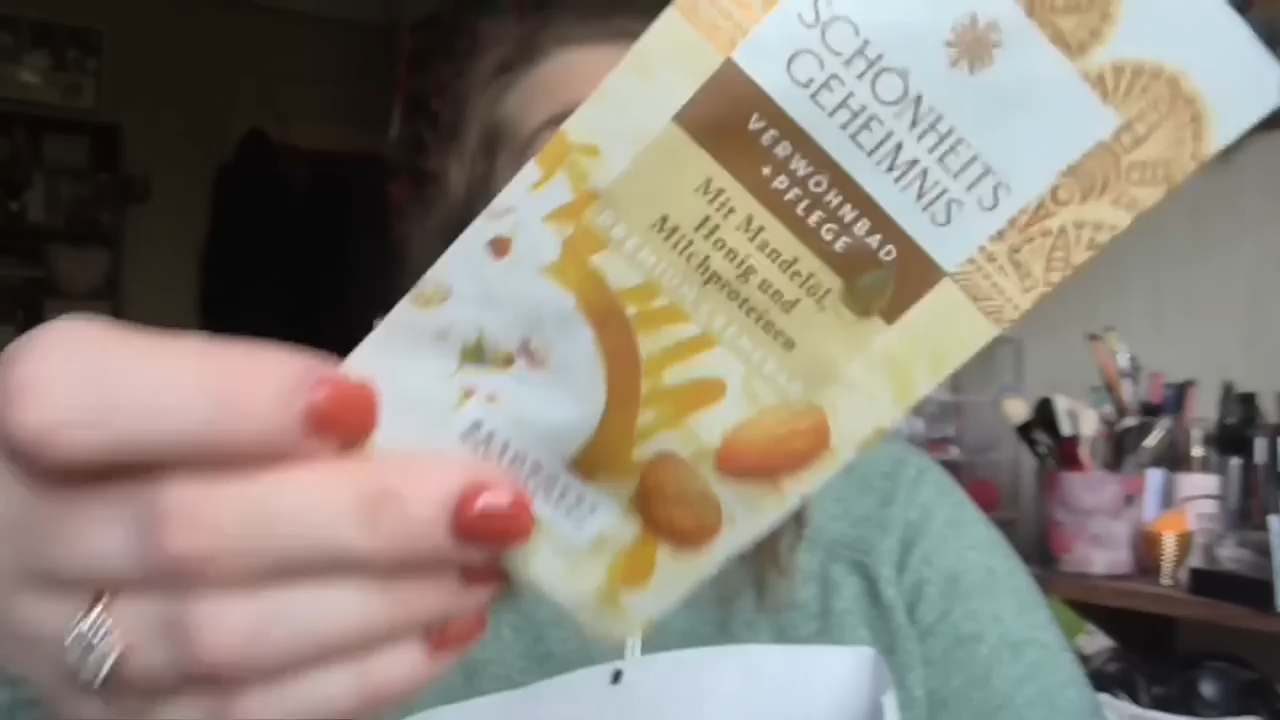 SCHÖNHEITS
GEHEIMNIS
VERWÖHNBAD
+PFLEGE
Mit Mandelöl,
Honig und
Milchproteinen